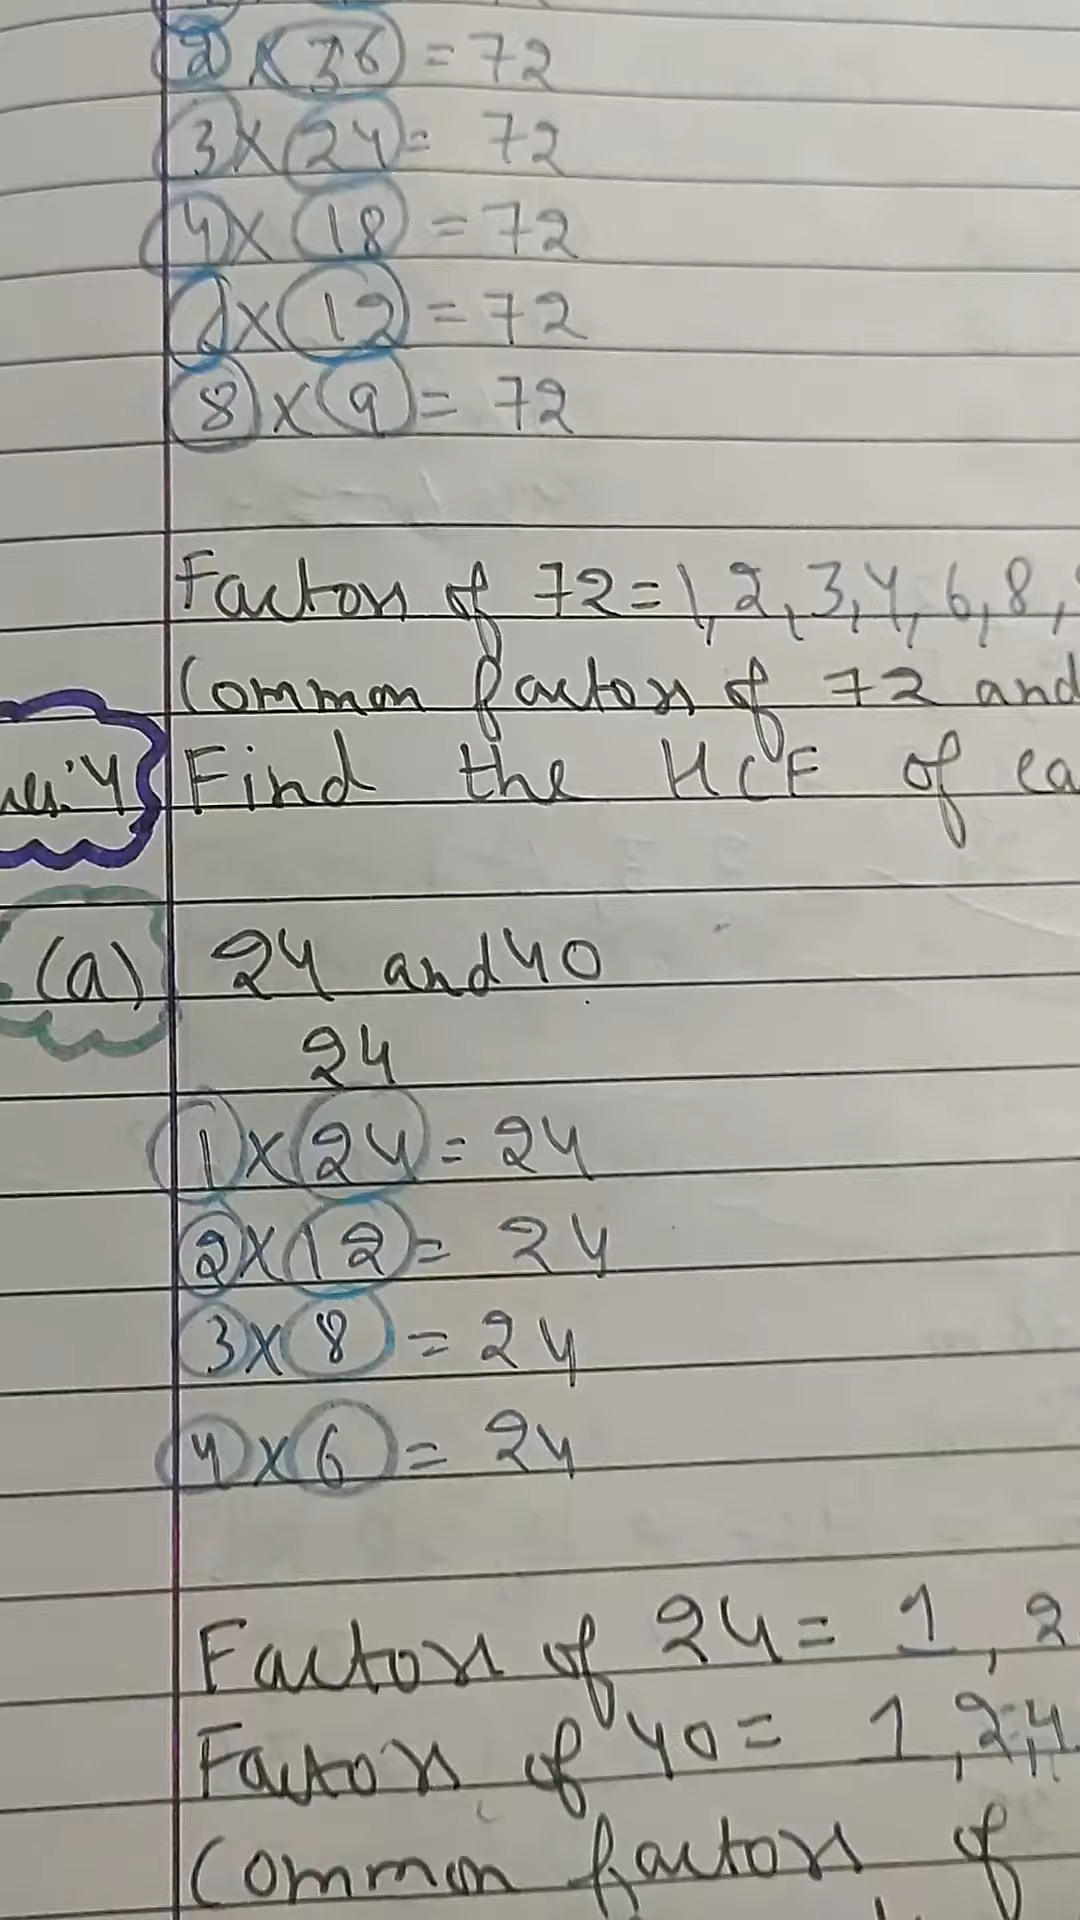 2 × 36 = 72
3 × 24 = 72
4 × 18 = 72
× 12 = 72
8 × 9 = 72
Factors of 72 = 1, 2, 3, 4, 6, 8,
Common factors of 72 and
Find the HCF of ea
(a) 24 and 40
24
1 × 24 = 24
2 × 12 = 24
3 × 8 = 24
4 × 6 = 24
Factors of 24 = 1, 2
Factors of 40 = 1, 2, 4
Common factors of